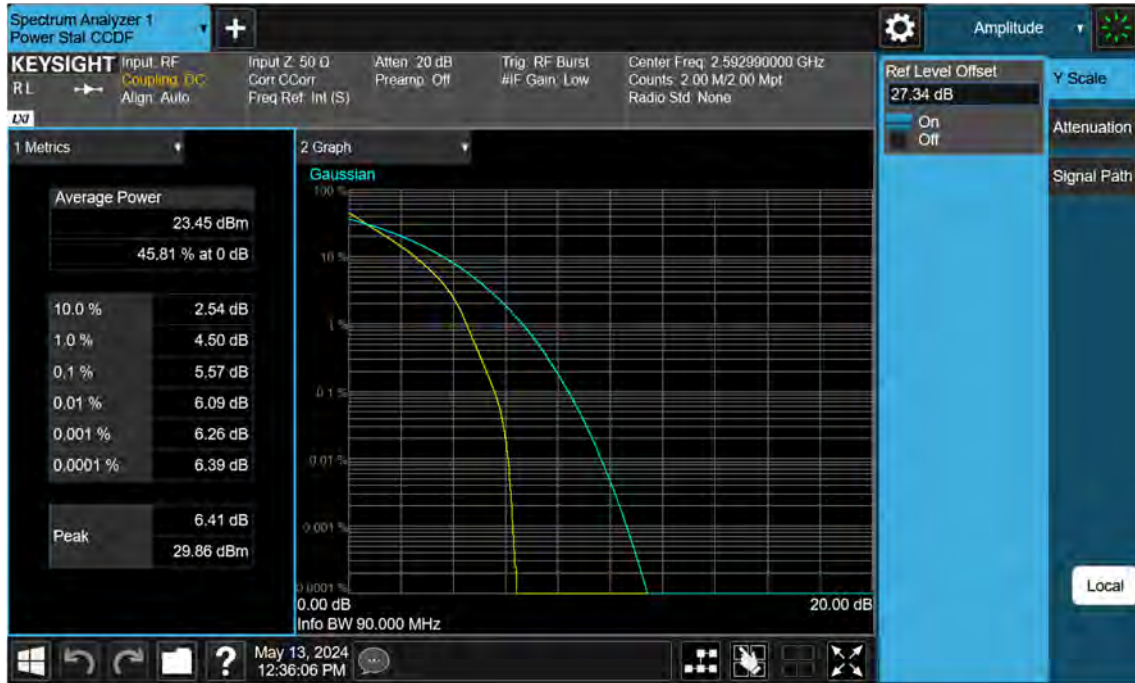 Spectrum Analyzer 1
Power Stat CCDF
+
Amplitude
KEYSIGHT
RL
LXI
Input: RF
Coupling: DC
Align: Auto
Input Z: 50 Ω
Corr CCorr
Freq Ref: Int (S)
Atten: 20 dB
Preamp: Off
Trig: RF Burst
#IF Gain: Low
Center Freq: 2.592990000 GHz
Counts: 2.00 M/2.00 Mpt
Radio Std: None
Ref Level Offset
27.34 dB
On
Off
Y Scale
Attenuation
Signal Path
1 Metrics
Average Power
23.45 dBm
45.81 % at 0 dB
10.0 % 2.54 dB
1.0 % 4.50 dB
0.1 % 5.57 dB
0.01 % 6.09 dB
0.001 % 6.26 dB
0.0001 % 6.39 dB
Peak
6.41 dB
29.86 dBm
2 Graph
Gaussian
100 %
10 %
1 %
0.1 %
0.01 %
0.001 %
0.0001 %
0.00 dB 20.00 dB
Info BW 90.000 MHz
Local
?
May 13, 2024
12:36:06 PM